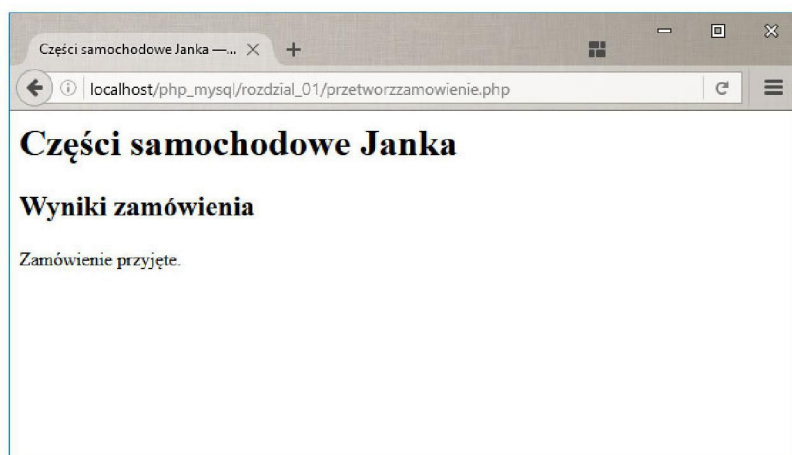 Części samochodowe Janka —...
localhost/php_mysql/rozdzial_01/przetworzzamowienie.php
Części samochodowe Janka
Wyniki zamówienia
Zamówienie przyjęte.